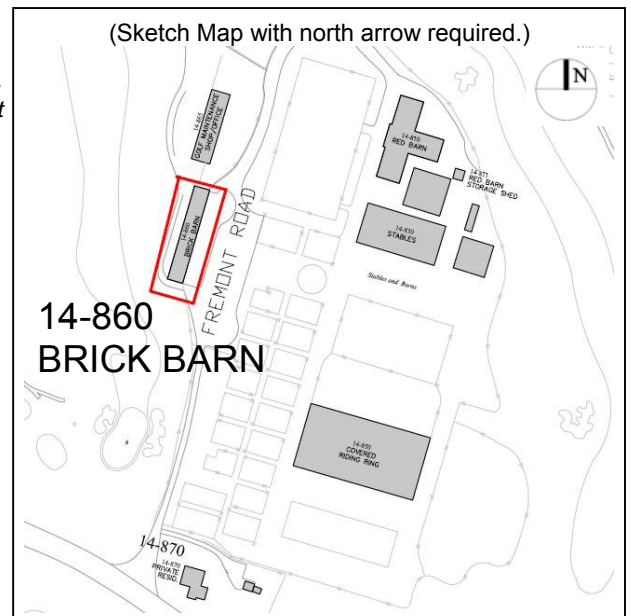 (Sketch Map with north arrow required.)
t
N
14-865
GOLF MAINTENANCE
SHOP/OFFICE
14-810
RED BARN
14-811
RED BARN
STORAGE SHED
14-860
BRICK BARN
FREMONT ROAD
14-830
STABLES
Stables and Barns
14-860
BRICK BARN
14-850
COVERED
RIDING RING
6
14-870
14-870
PRIVATE
RESID.